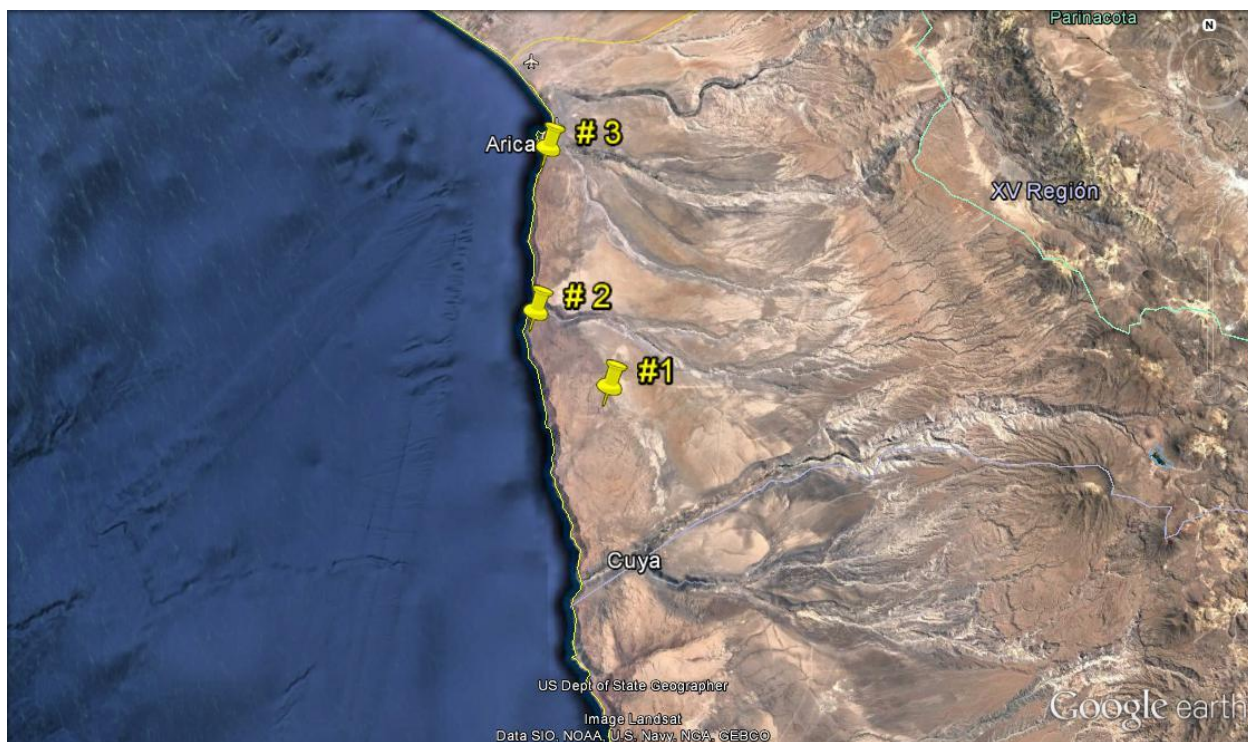 Parinacota
N
Arica
# 3
XV Región
# 2
#1
Cuya
US Dept of State Geographer
Image Landsat
Data SIO, NOAA, U.S. Navy, NGA, GEBCO
Google earth